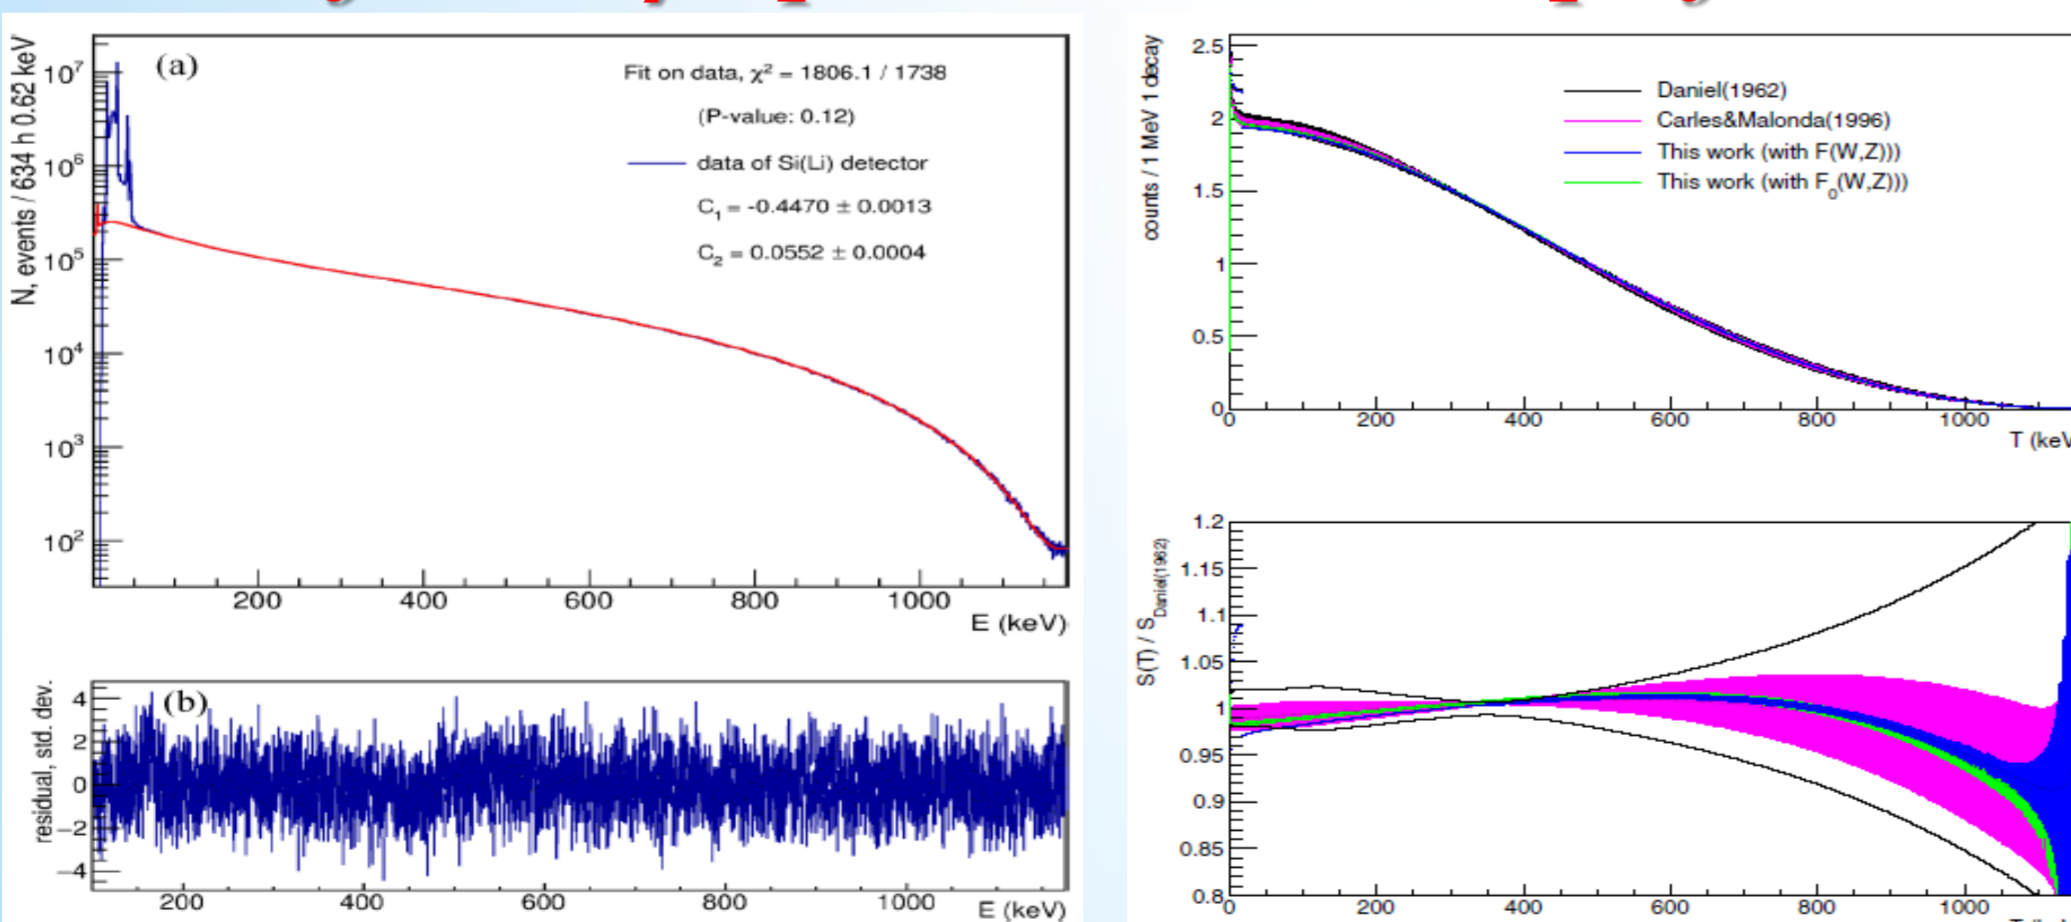 (a)
Fit on data, χ² = 1806.1 / 1738
(P-value: 0.12)
data of Si(Li) detector
C₁ = -0.4470 ± 0.0013
C₂ = 0.0552 ± 0.0004
N, events / 634 h 0.62 keV
10⁷
10⁶
10⁵
10⁴
10³
10²
200 400 600 800 1000
E (keV)
(b)
residual, std. dev.
4
2
0
−2
−4
200 400 600 800 1000
E (keV)
counts / 1 MeV 1 decay
2.5
2
1.5
1
0.5
0
Daniel(1962)
Carles&Malonda(1996)
This work (with F(W,Z)))
This work (with F₀(W,Z)))
0 200 400 600 800 1000
T (keV
S(T) / S Daniel(1962)
1.2
1.15
1.1
1.05
1
0.95
0.9
0.85
0.8
0 200 400 600 800 1000